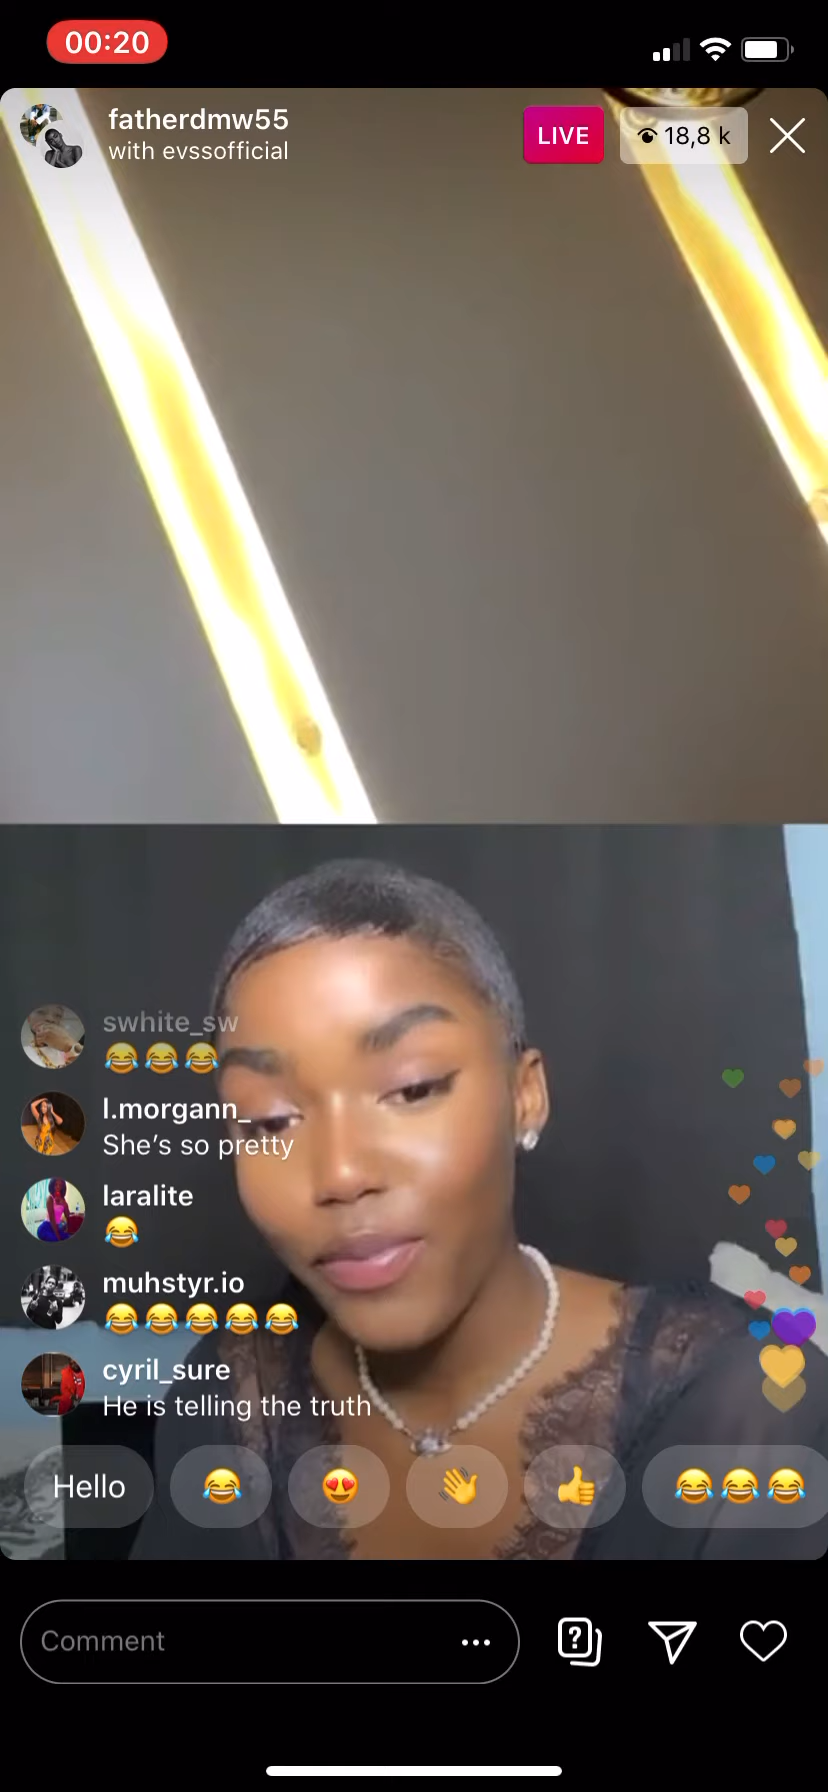 00:20
fatherdmw55
with evssofficial
LIVE
18,8 k
swhite_sw
😂😂😂
l.morgann_
She’s so pretty
laralite
😂
muhstyr.io
😂😂😂😂😂
cyril_sure
He is telling the truth
Hello 😂 😍 👋 👍 😂😂😂
Comment